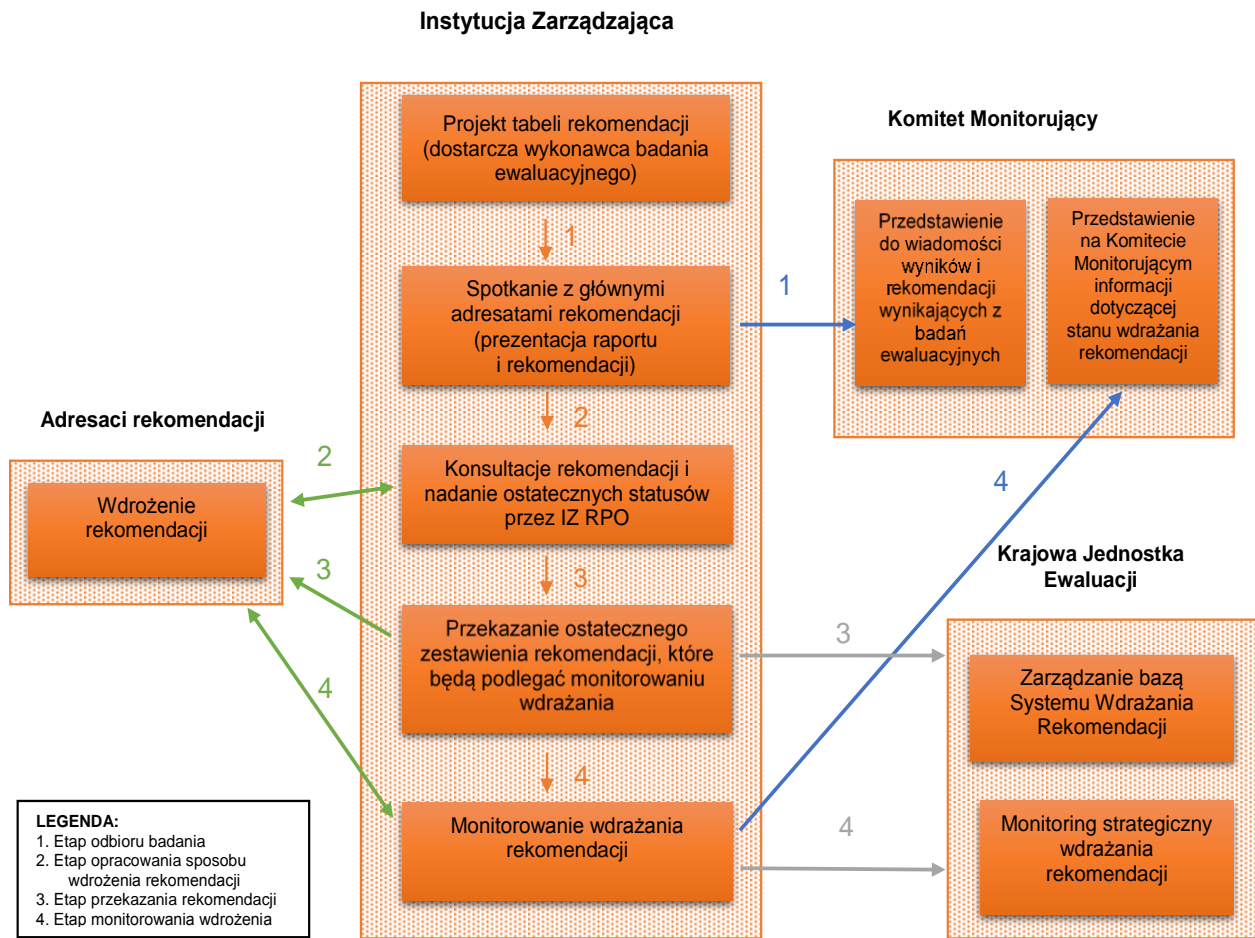 Instytucja Zarządzająca
Projekt tabeli rekomendacji
(dostarcza wykonawca badania
ewaluacyjnego)
1
Spotkanie z głównymi
adresatami rekomendacji
(prezentacja raportu
i rekomendacji)
2
Konsultacje rekomendacji i
nadanie ostatecznych statusów
przez IZ RPO
3
Przekazanie ostatecznego
zestawienia rekomendacji, które
będą podlegać monitorowaniu
wdrażania
4
Monitorowanie wdrażania
rekomendacji
Komitet Monitorujący
1
Przedstawienie
do wiadomości
wyników i
rekomendacji
wynikających z
badań
ewaluacyjnych
Przedstawienie
na Komitecie
Monitorującym
informacji
dotyczącej
stanu wdrażania
rekomendacji
4
Adresaci rekomendacji
Wdrożenie
rekomendacji
2
3
4
Krajowa Jednostka
Ewaluacji
3
Zarządzanie bazą
Systemu Wdrażania
Rekomendacji
4
Monitoring strategiczny
wdrażania
rekomendacji
LEGENDA:
1. Etap odbioru badania
2. Etap opracowania sposobu
wdrożenia rekomendacji
3. Etap przekazania rekomendacji
4. Etap monitorowania wdrożenia